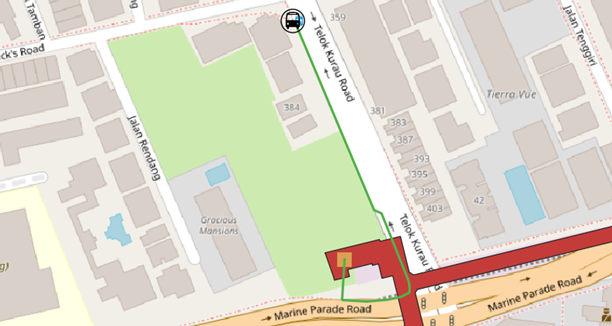 Tamban
ng
ck's Road
359
Telok Kurau Road
Jalan Tenggiri
Tierra Vue
384
381
383
387
Jalan Rendang
393
395
399
403
42
Gracious
Mansions
Telok Kurau R
d
g)
Marine Parade Road
Marine Parade Road